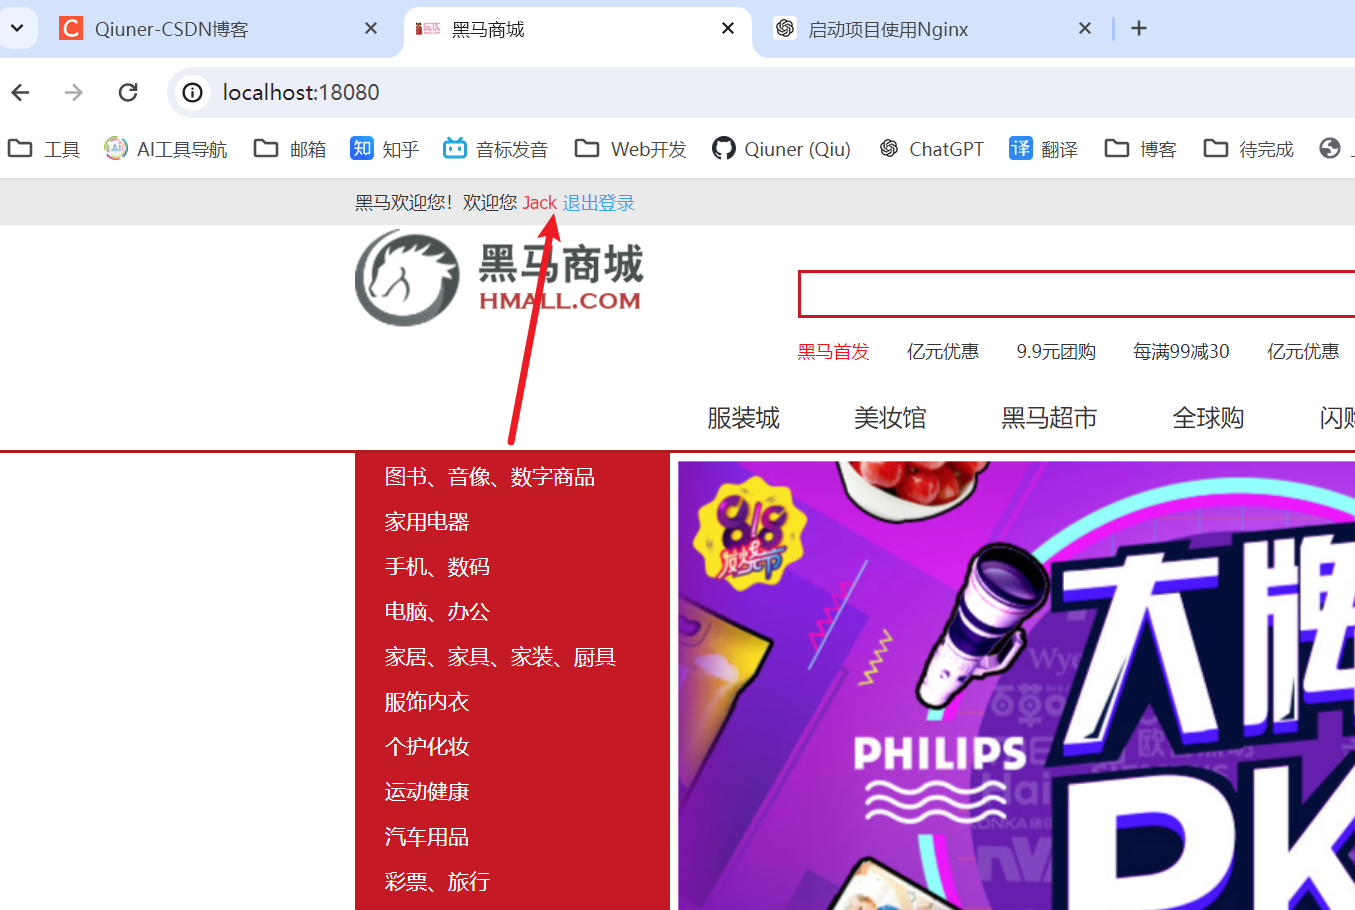 Qiuner-CSDN博客
黑马商城
启动项目使用Nginx
localhost:18080
工具
AI工具导航
邮箱
知 知乎
音标发音
Web开发
Qiuner (Qiu)
ChatGPT
译 翻译
博客
待完成
黑马欢迎您！欢迎您 Jack 退出登录
黑马商城
HMALL.COM
黑马首发 亿元优惠 9.9元团购 每满99减30 亿元优惠
服装城 美妆馆 黑马超市 全球购 闪购
图书、音像、数字商品
家用电器
手机、数码
电脑、办公
家居、家具、家装、厨具
服饰内衣
个护化妆
运动健康
汽车用品
彩票、旅行
818
发烧节
大牌
PK
PHILIPS